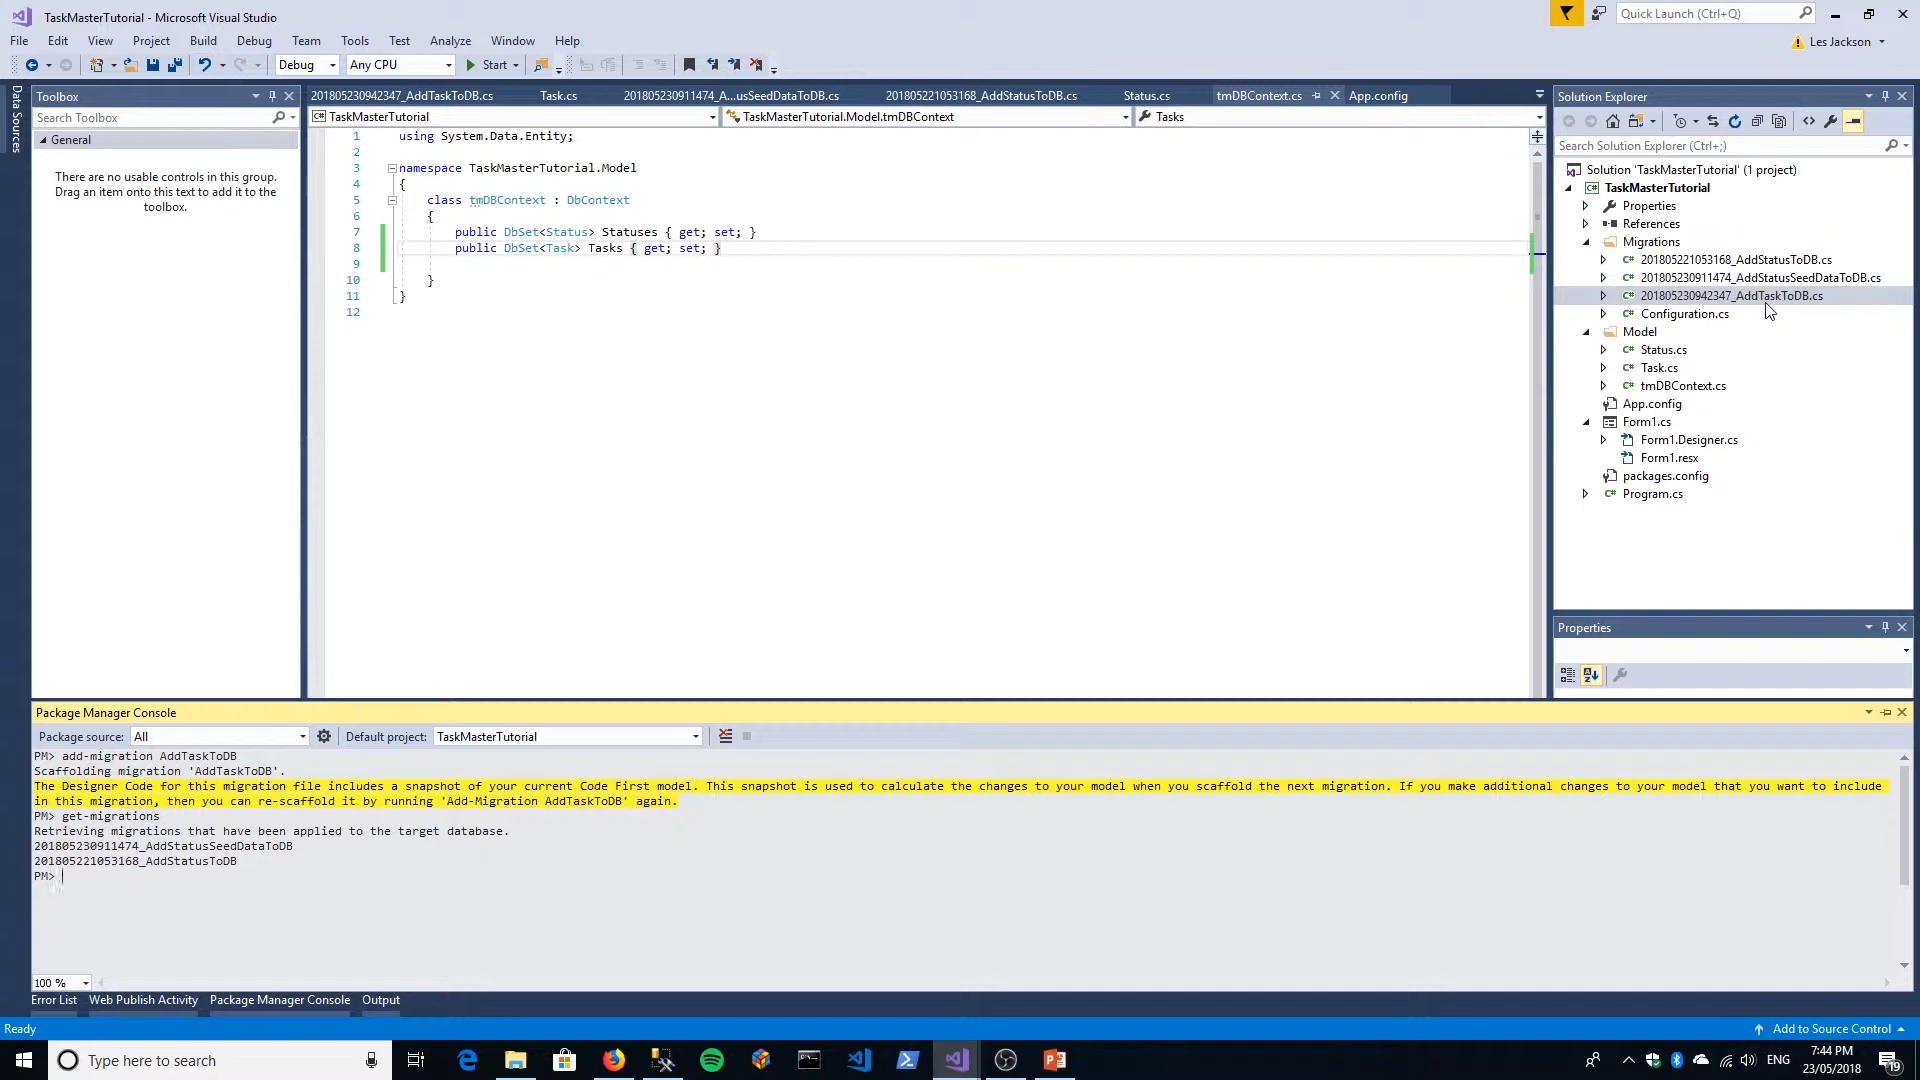 TaskMasterTutorial - Microsoft Visual Studio
Quick Launch (Ctrl+Q)
File Edit View Project Build Debug Team Tools Test Analyze Window Help
Les Jackson
Debug Any CPU Start
Data Sources
Toolbox
Search Toolbox
General
There are no usable controls in this group.
Drag an item onto this text to add it to the
toolbox.
201805230942347_AddTaskToDB.cs Task.cs 201805230911474_A...usSeedDataToDB.cs 201805221053168_AddStatusToDB.cs Status.cs tmDBContext.cs App.config
TaskMasterTutorial TaskMasterTutorial.Model.tmDBContext Tasks
1 using System.Data.Entity;
2
3 namespace TaskMasterTutorial.Model
4 {
5 class tmDBContext : DbContext
6 {
7 public DbSet<Status> Statuses { get; set; }
8 public DbSet<Task> Tasks { get; set; }
9
10 }
11 }
12
Solution Explorer
Search Solution Explorer (Ctrl+;)
Solution 'TaskMasterTutorial' (1 project)
TaskMasterTutorial
Properties
References
Migrations
201805221053168_AddStatusToDB.cs
201805230911474_AddStatusSeedDataToDB.cs
201805230942347_AddTaskToDB.cs
Configuration.cs
Model
Status.cs
Task.cs
tmDBContext.cs
App.config
Form1.cs
Form1.Designer.cs
Form1.resx
packages.config
Program.cs
Properties
Package Manager Console
Package source: All Default project: TaskMasterTutorial
PM> add-migration AddTaskToDB
Scaffolding migration 'AddTaskToDB'.
The Designer Code for this migration file includes a snapshot of your current Code First model. This snapshot is used to calculate the changes to your model when you scaffold the next migration. If you make additional changes to your model that you want to include
in this migration, then you can re-scaffold it by running 'Add-Migration AddTaskToDB' again.
PM> get-migrations
Retrieving migrations that have been applied to the target database.
201805230911474_AddStatusSeedDataToDB
201805221053168_AddStatusToDB
PM>
100 %
Error List Web Publish Activity Package Manager Console Output
Ready
Add to Source Control
Type here to search
ENG
7:44 PM
23/05/2018
19